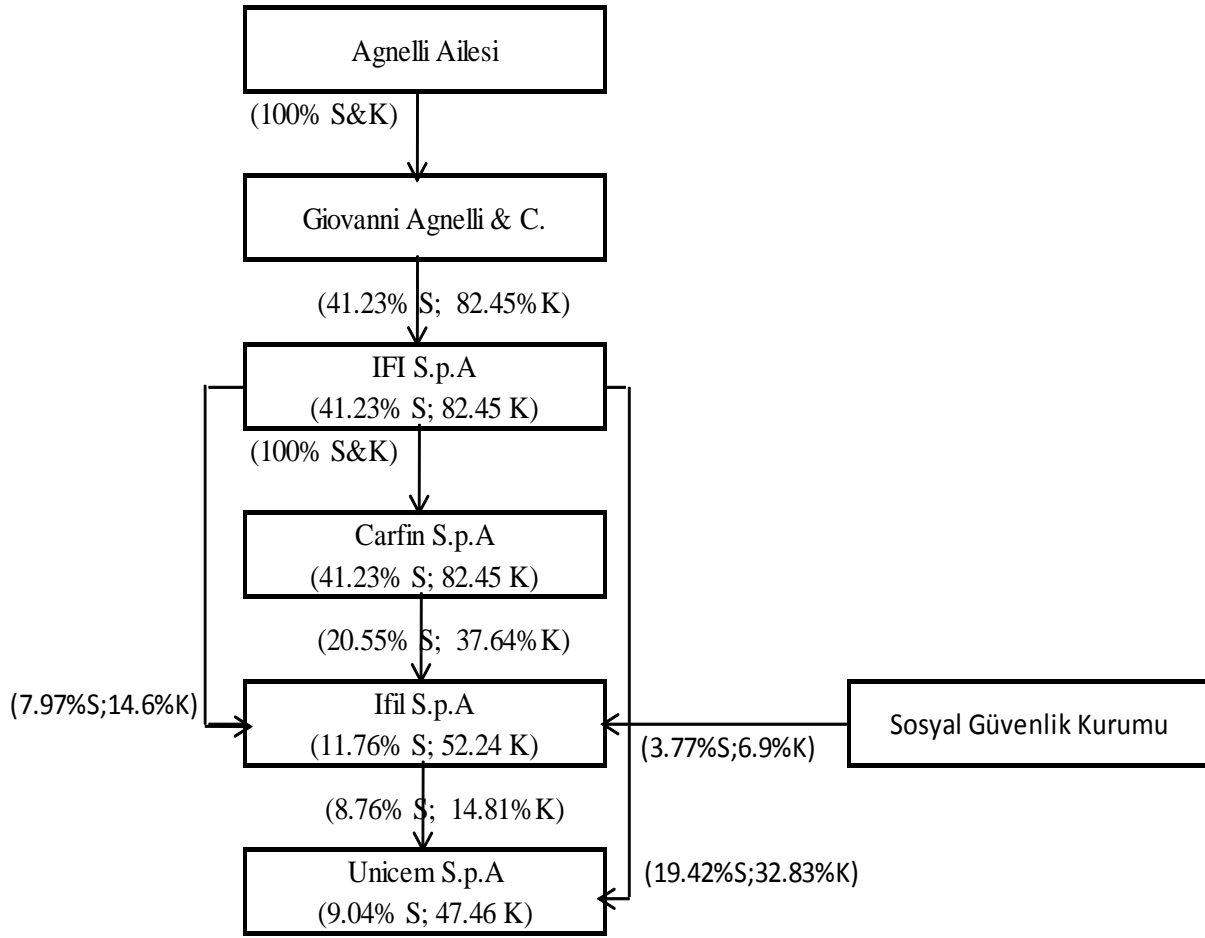 Agnelli Ailesi
(100% S&K)
Giovanni Agnelli & C.
(41.23% S; 82.45% K)
IFI S.p.A
(41.23% S; 82.45 K)
(100% S&K)
Carfin S.p.A
(41.23% S; 82.45 K)
(20.55% S; 37.64% K)
(7.97%S;14.6%K)
Ifil S.p.A
(11.76% S; 52.24 K)
Sosyal Güvenlik Kurumu
(3.77%S;6.9%K)
(8.76% S; 14.81% K)
Unicem S.p.A
(9.04% S; 47.46 K)
(19.42%S;32.83%K)